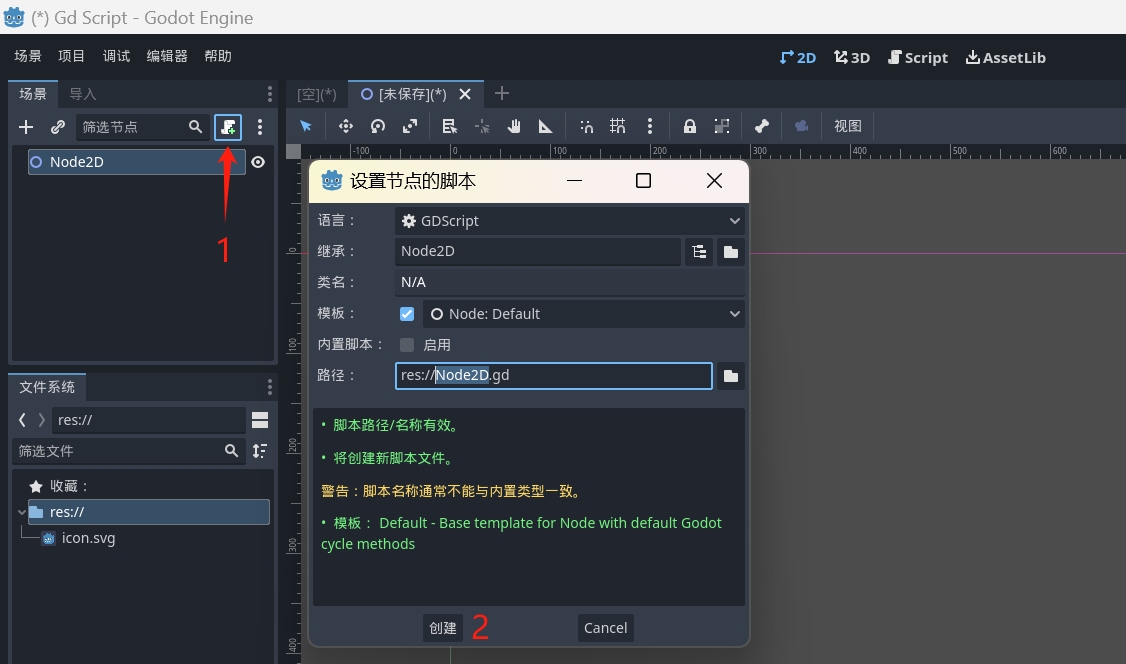 (*) Gd Script - Godot Engine
场景 项目 调试 编辑器 帮助
2D 3D Script AssetLib
场景 导入
[空](*) [未保存](*)
筛选节点
视图
Node2D
-100 0 100 200 300 400 500 600
0
100
200
300
400
1
设置节点的脚本
语言： GDScript
继承： Node2D
类名： N/A
模板： Node: Default
内置脚本： 启用
路径： res://Node2D.gd
• 脚本路径/名称有效。
• 将创建新脚本文件。
警告：脚本名称通常不能与内置类型一致。
• 模板： Default - Base template for Node with default Godot
cycle methods
创建 2 Cancel
文件系统
res://
筛选文件
收藏：
res://
icon.svg